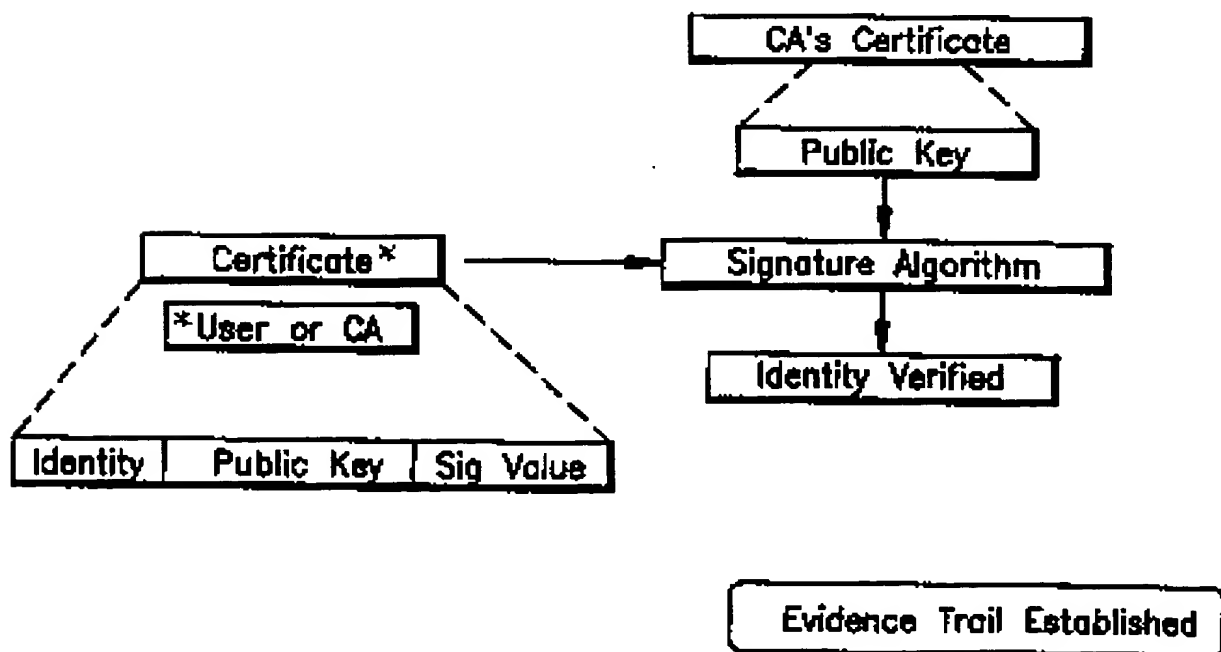 CA's Certificate
Public Key
Certificate*
Signature Algorithm
*User or CA
Identity Verified
Identity Public Key Sig Value
Evidence Trail Established